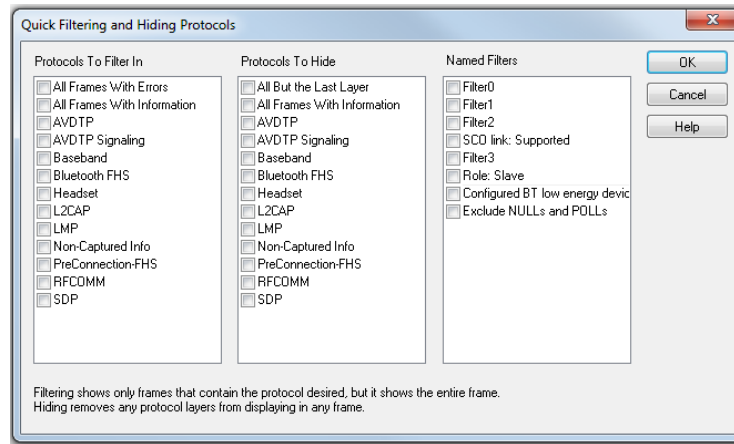 Quick Filtering and Hiding Protocols
Protocols To Filter In
All Frames With Errors
All Frames With Information
AVDTP
AVDTP Signaling
Baseband
Bluetooth FHS
Headset
L2CAP
LMP
Non-Captured Info
PreConnection-FHS
RFCOMM
SDP
Protocols To Hide
All But the Last Layer
All Frames With Information
AVDTP
AVDTP Signaling
Baseband
Bluetooth FHS
Headset
L2CAP
LMP
Non-Captured Info
PreConnection-FHS
RFCOMM
SDP
Named Filters
Filter0
Filter1
Filter2
SCO link: Supported
Filter3
Role: Slave
Configured BT low energy devic
Exclude NULLs and POLLs
OK
Cancel
Help
Filtering shows only frames that contain the protocol desired, but it shows the entire frame.
Hiding removes any protocol layers from displaying in any frame.